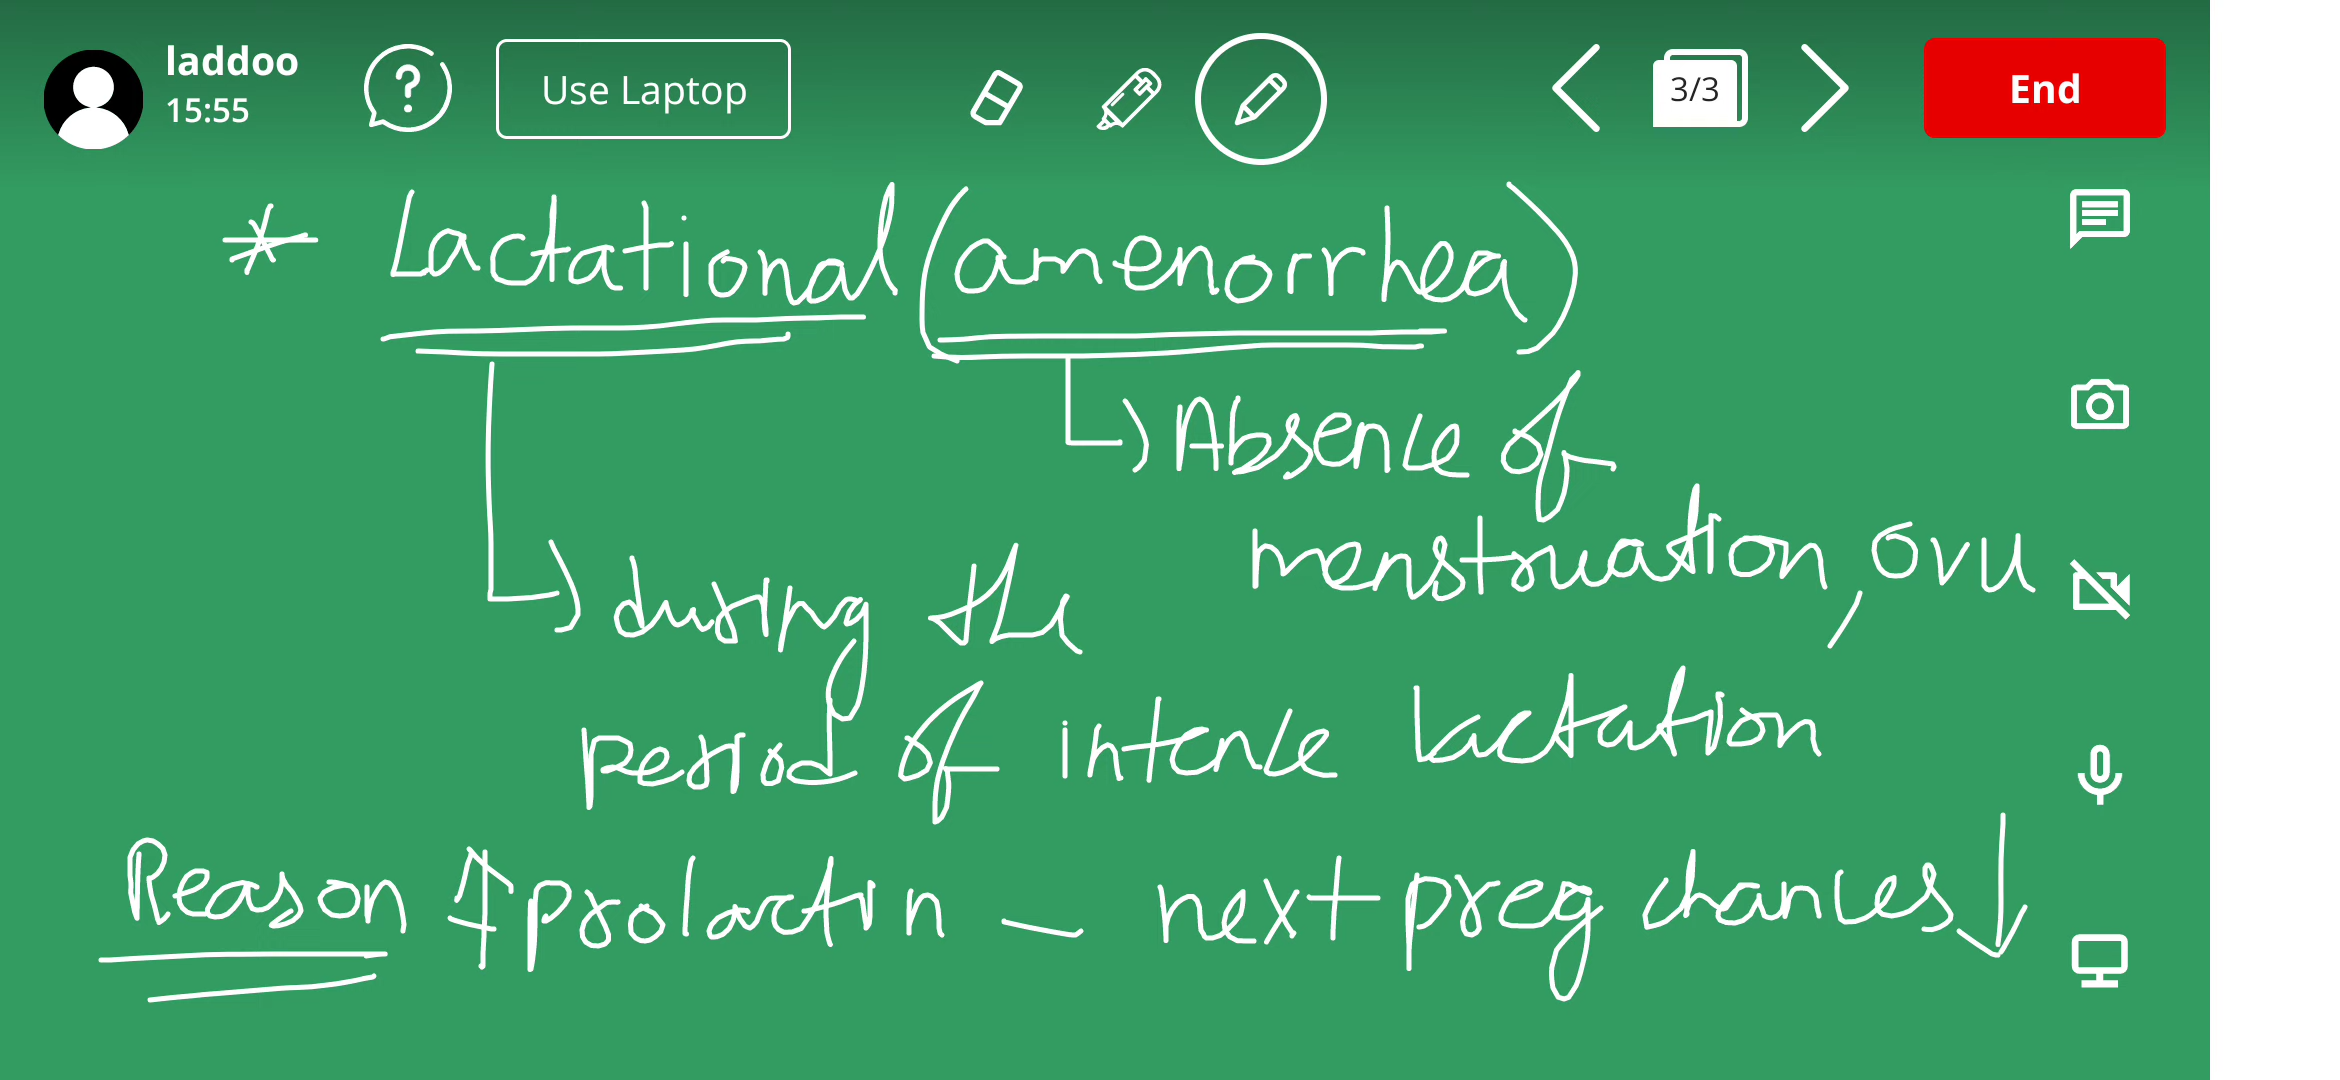 laddoo
15:55
Use Laptop
3/3
End
* Lactational (amenorrhea)
Absence of
menstruation, ovu
during the
period of intense lactation
Reason ↑ prolactin - next preg chances ↓